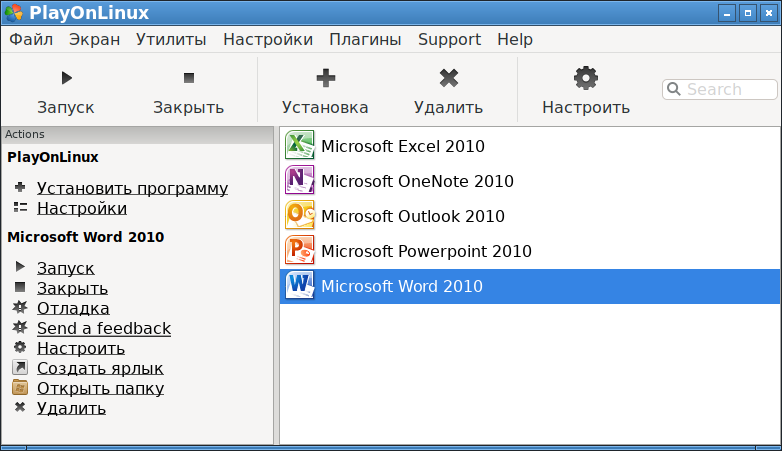 PlayOnLinux
Файл Экран Утилиты Настройки Плагины Support Help
Запуск Закрыть Установка Удалить Настроить Search
Actions
PlayOnLinux
Установить программу
Настройки
Microsoft Word 2010
Запуск
Закрыть
Отладка
Send a feedback
Настроить
Создать ярлык
Открыть папку
Удалить
Microsoft Excel 2010
Microsoft OneNote 2010
Microsoft Outlook 2010
Microsoft Powerpoint 2010
Microsoft Word 2010